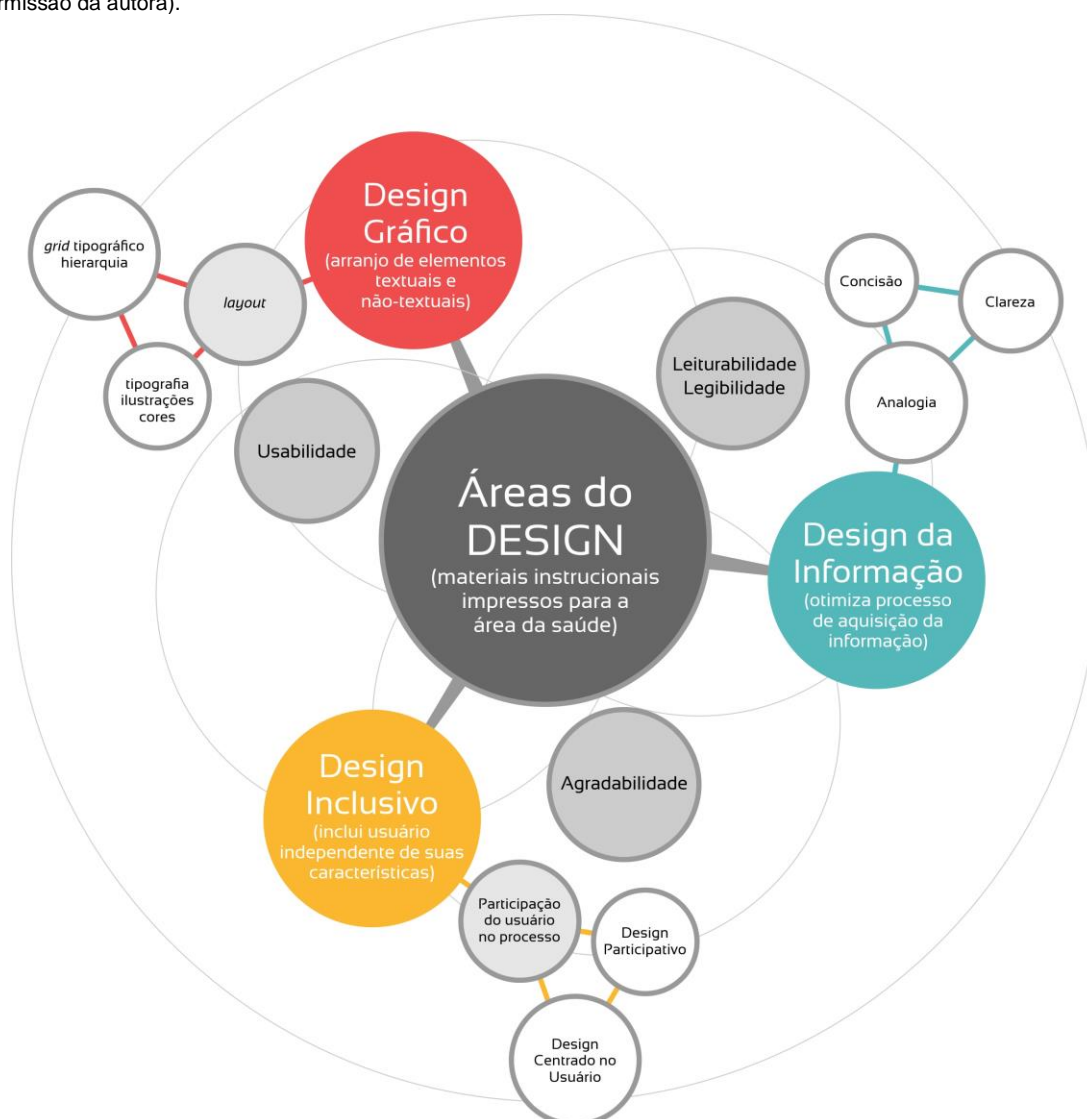 rmissão da autora).
Design
Gráfico
(arranjo de elementos
textuais e
não-textuais)
grid tipográfico
hierarquia
layout
tipografia
ilustrações
cores
Usabilidade
Leiturabilidade
Legibilidade
Concisão
Clareza
Analogia
Áreas do
DESIGN
(materiais instrucionais
impressos para a
área da saúde)
Design da
Informação
(otimiza processo
de aquisição da
informação)
Design
Inclusivo
(inclui usuário
independente de suas
características)
Agradabilidade
Participação
do usuário
no processo
Design
Participativo
Design
Centrado no
Usuário